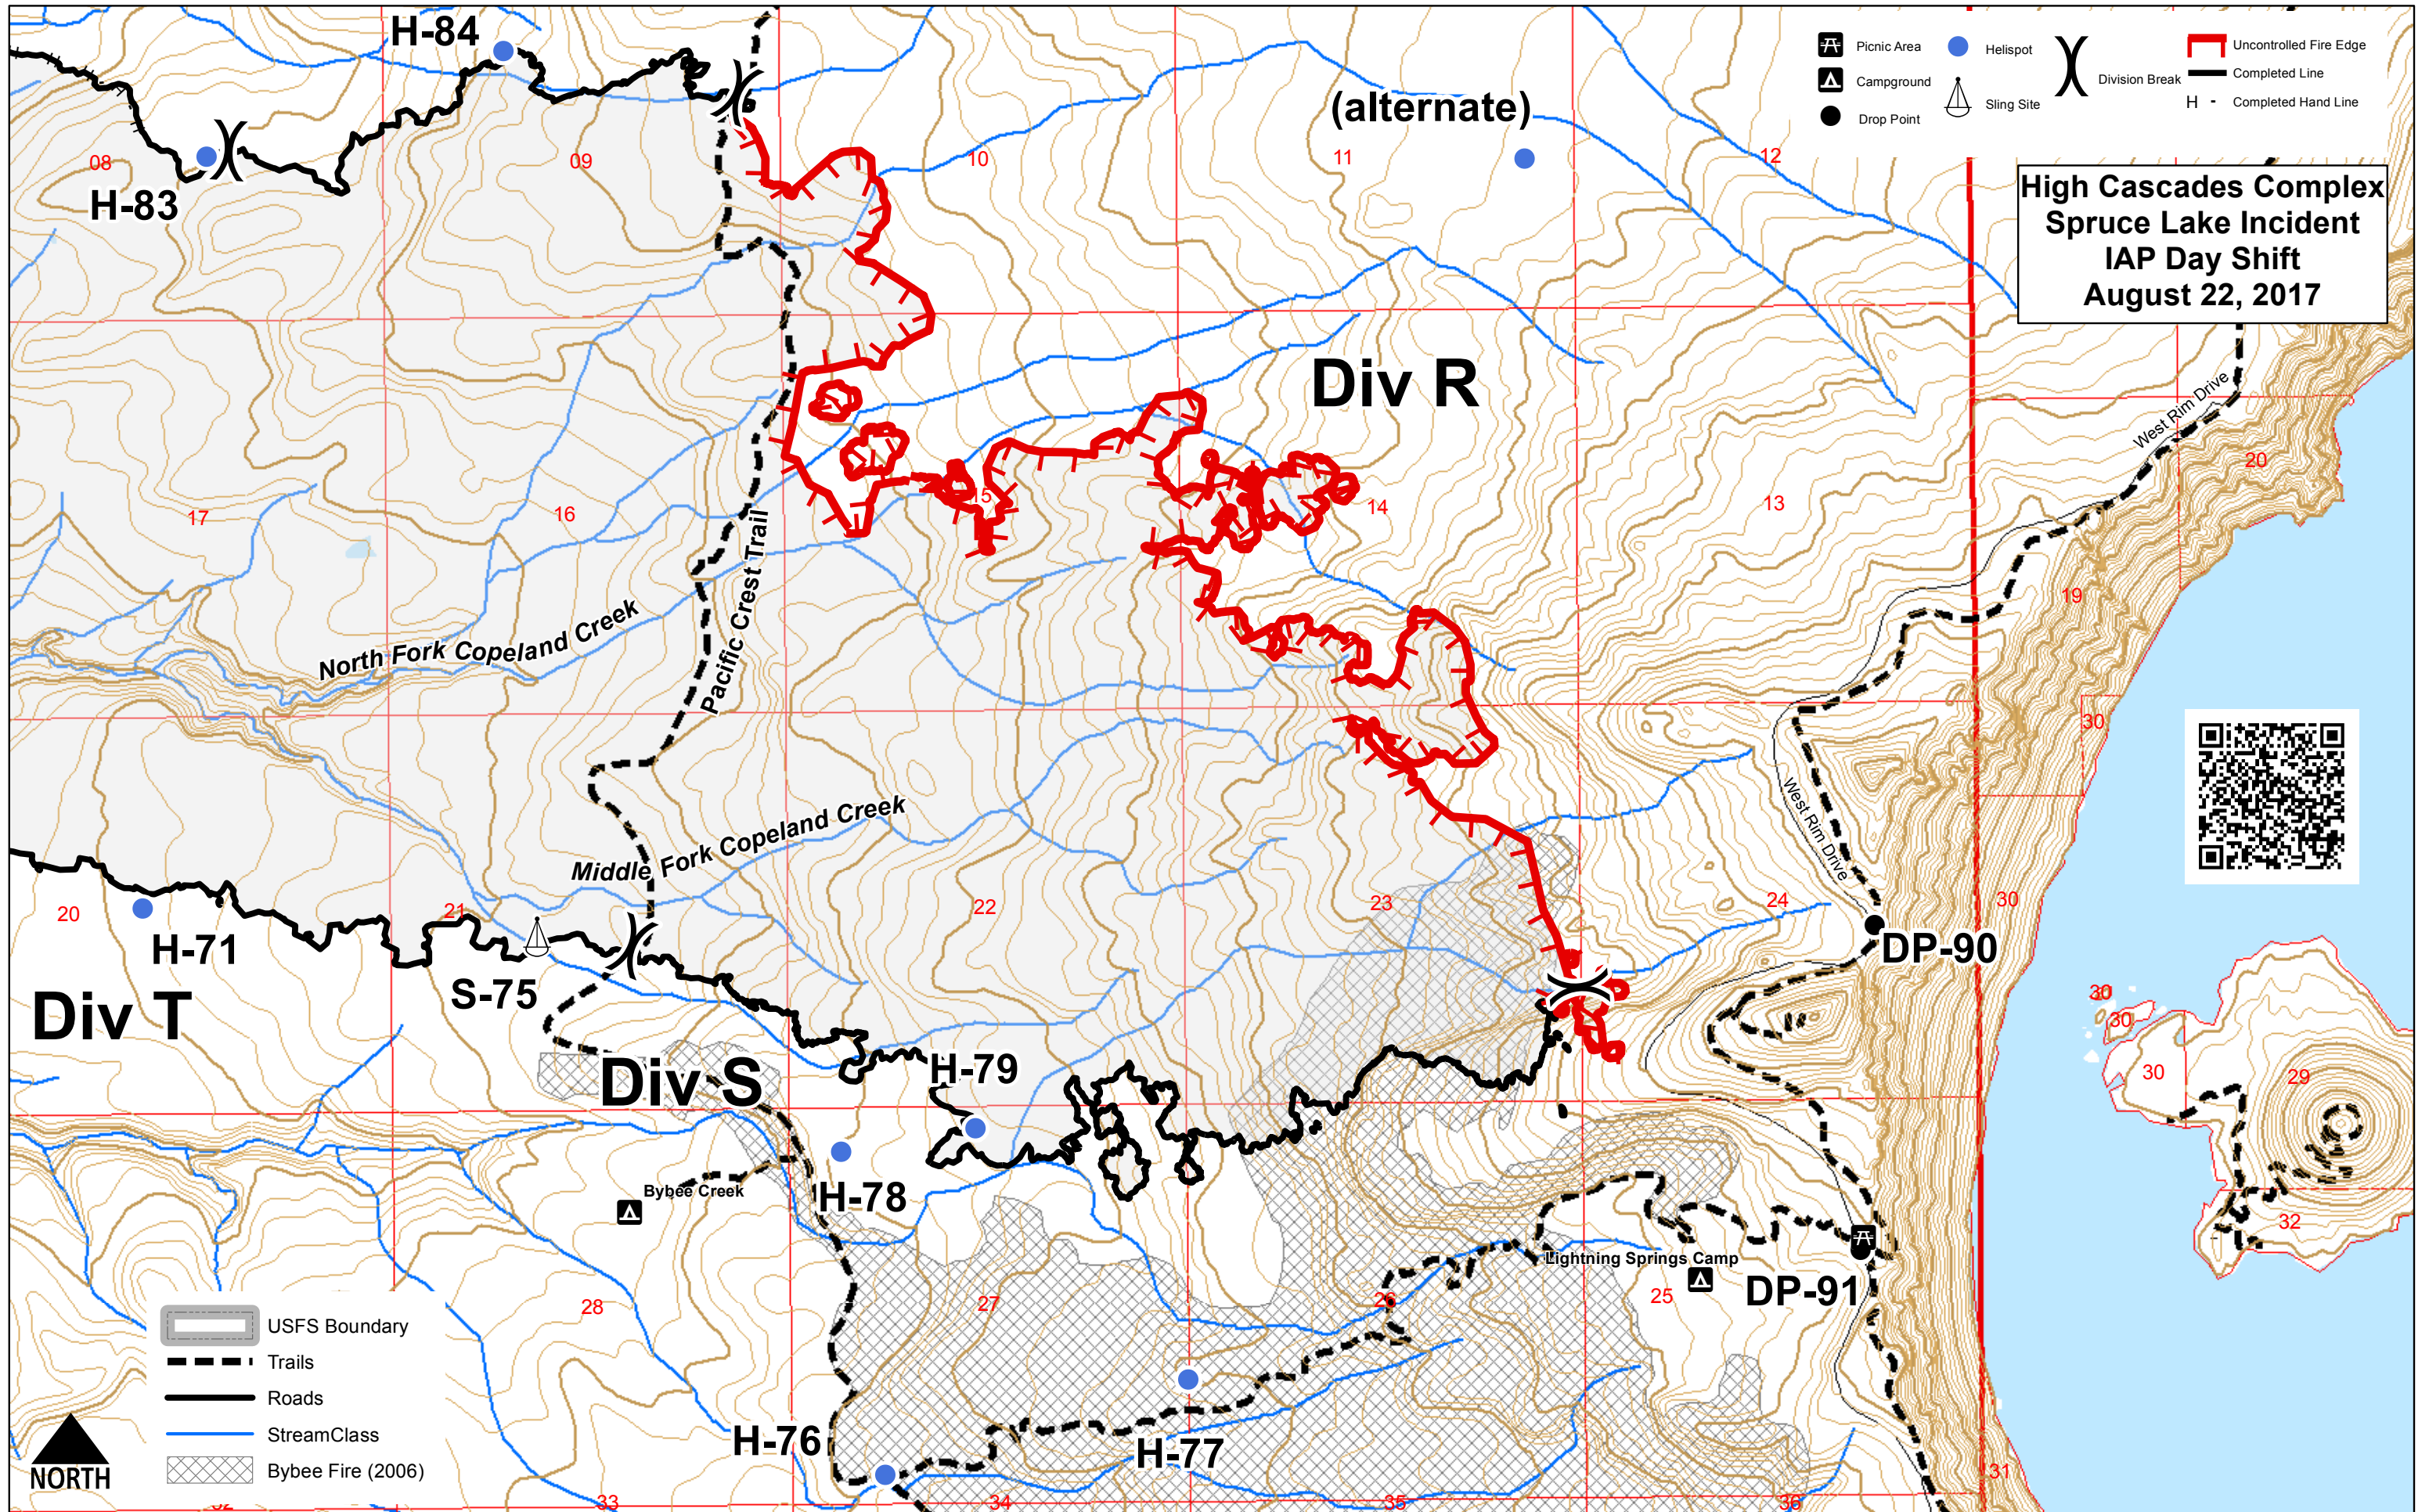 H-84
Picnic Area
Helispot
Division Break
Uncontrolled Fire Edge
Campground
Completed Line
Drop Point
Sling Site
H - Completed Hand Line
(alternate)
08
09
10
11
12
H-83
High Cascades Complex
Spruce Lake Incident
IAP Day Shift
August 22, 2017
Div R
West Rim Drive
20
17
16
15
14
13
19
Pacific Crest Trail
North Fork Copeland Creek
30
West Rim Drive
Middle Fork Copeland Creek
20
21
22
23
24
30
H-71
S-75
DP-90
Div T
30
30
30
29
Div S
H-79
H-78
Bybee Creek
32
Lightning Springs Camp
DP-91
28
27
26
25
USFS Boundary
Trails
Roads
StreamClass
Bybee Fire (2006)
NORTH
H-76
H-77
31
32
33
34
35
36